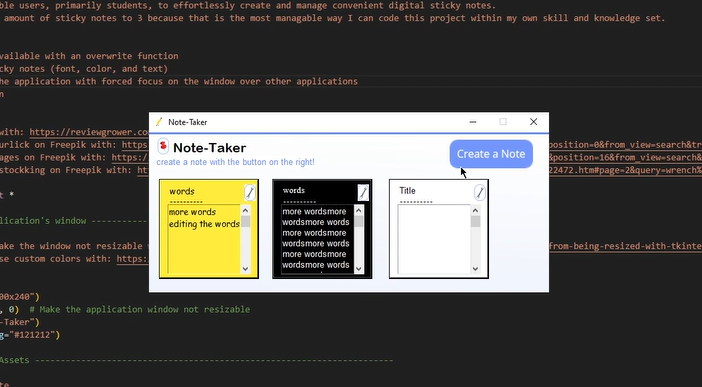 ble users, primarily students, to effortlessly create and manage convenient digital sticky notes.
amount of sticky notes to 3 because that is the most managable way I can code this project within my own skill and knowledge set.
vailable with an overwrite function
cky notes (font, color, and text)
he application with forced focus on the window over other applications
n
Note-Taker
with: https://reviewgrower.co
Note-Taker
Create a Note
urlick on Freepik with: https:
position=0&from_view=search&tr
ages on Freepik with: https:/
position=16&from_view=search&
create a note with the button on the right!
stockking on Freepik with: ht
22472.htm#page=2&query=wrench%
t *
words
----------
more words
editing the words
words
----------
more wordsmore
wordsmore words
more wordsmore
wordsmore words
more wordsmore
wordsmore words
Title
----------
lication's window -----------
ake the window not resizable w
from-being-resized-with-tkinte
se custom colors with: https:
00x240")
, 0)  # Make the application window not resizable
-Taker")
g="#121212")
Assets ----------------------------------------------------------------------